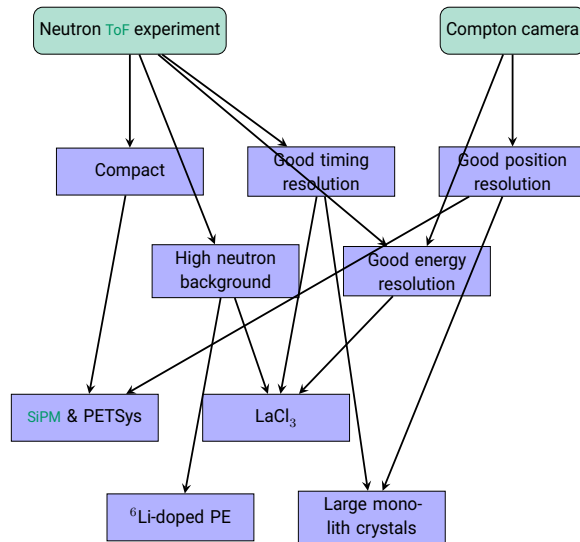 Neutron ToF experiment
Compton camera
Compact
Good timing
resolution
Good position
resolution
High neutron
background
Good energy
resolution
SiPM & PETSys
LaCl₃
⁶Li-doped PE
Large mono-
lith crystals